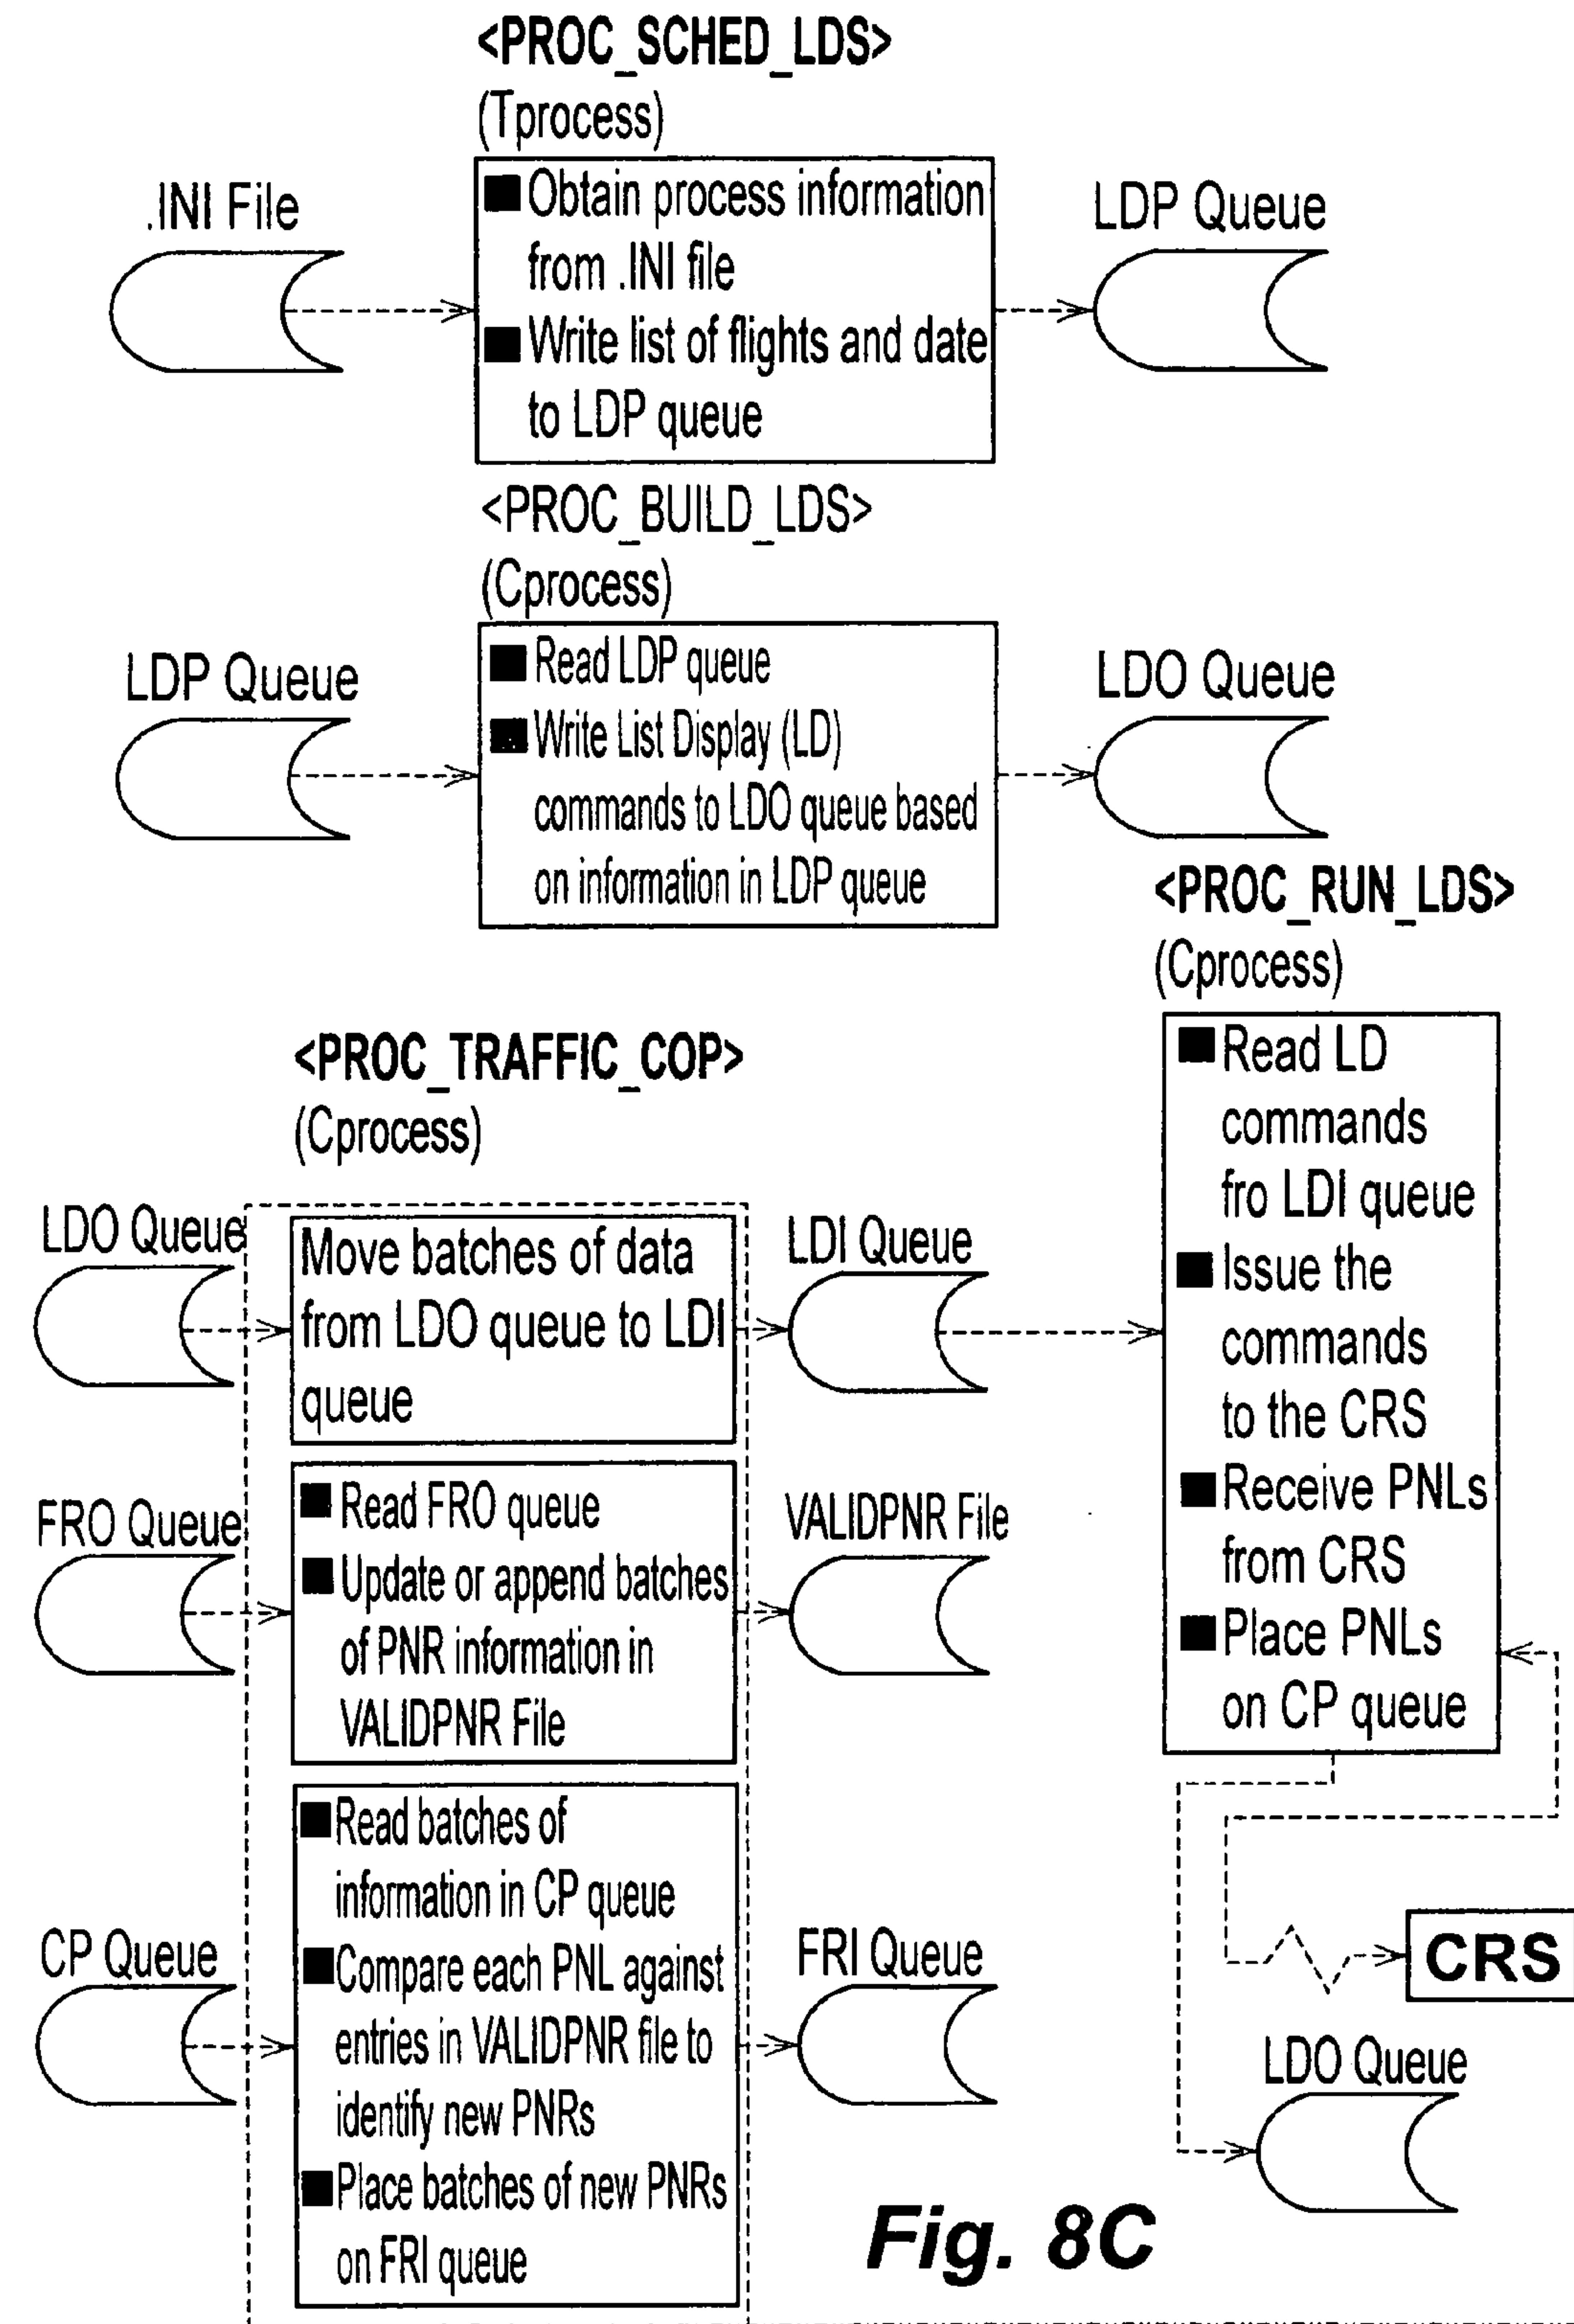 <PROC_SCHED_LDS>
(Tprocess)
.INI File
■ Obtain process information
from .INI file
■ Write list of flights and date
to LDP queue
LDP Queue
<PROC_BUILD_LDS>
(Cprocess)
LDP Queue
■ Read LDP queue
■ Write List Display (LD)
commands to LDO queue based
on information in LDP queue
LDO Queue
<PROC_RUN_LDS>
(Cprocess)
■ Read LD
commands
fro LDI queue
■ Issue the
commands
to the CRS
■ Receive PNLs
from CRS
■ Place PNLs
on CP queue
<PROC_TRAFFIC_COP>
(Cprocess)
LDO Queue
Move batches of data
from LDO queue to LDI
queue
LDI Queue
FRO Queue
■ Read FRO queue
■ Update or append batches
of PNR information in
VALIDPNR File
VALIDPNR File
CP Queue
■ Read batches of
information in CP queue
■ Compare each PNL against
entries in VALIDPNR file to
identify new PNRs
■ Place batches of new PNRs
on FRI queue
FRI Queue
CRS
LDO Queue
Fig. 8C